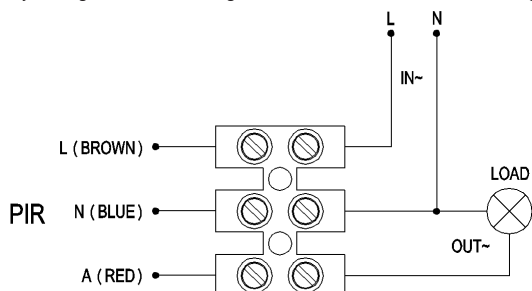 L N
IN~
L (BROWN)
LOAD
PIR N (BLUE)
OUT~
A (RED)